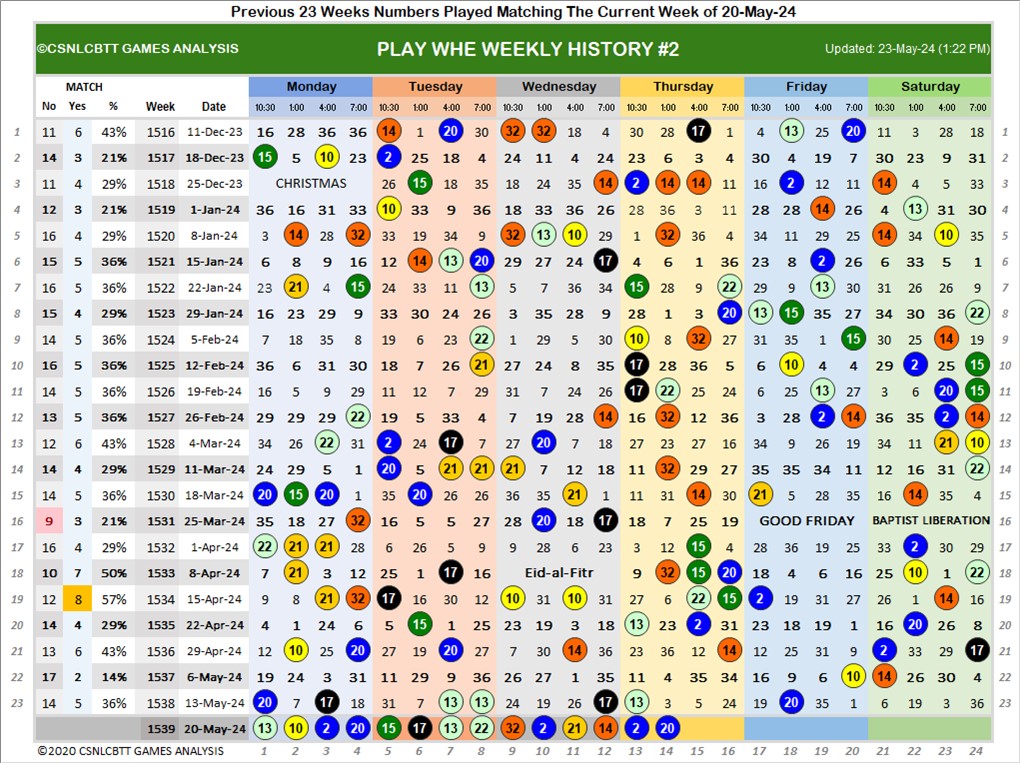 Previous 23 Weeks Numbers Played Matching The Current Week of 20-May-24
©CSNLCBTT GAMES ANALYSIS PLAY WHE WEEKLY HISTORY #2 Updated: 23-May-24 (1:22 PM)
MATCH Monday Tuesday Wednesday Thursday Friday Saturday
No Yes % Week Date 10:30 1:00 4:00 7:00 10:30 1:00 4:00 7:00 10:30 1:00 4:00 7:00 10:30 1:00 4:00 7:00 10:30 1:00 4:00 7:00 10:30 1:00 4:00 7:00
1 11 6 43% 1516 11-Dec-23 16 28 36 36 14 1 20 30 32 32 18 4 30 28 17 1 4 13 25 20 11 3 28 18 1
2 14 3 21% 1517 18-Dec-23 15 5 10 23 2 25 18 4 24 11 4 24 23 6 3 4 30 4 19 7 30 23 9 31 2
3 11 4 29% 1518 25-Dec-23 CHRISTMAS 26 15 18 35 18 24 35 14 2 14 14 11 16 2 12 11 14 4 5 33 3
4 12 3 21% 1519 1-Jan-24 36 16 31 33 10 33 9 36 18 33 36 26 28 36 3 11 28 28 14 26 4 13 31 30 4
5 16 4 29% 1520 8-Jan-24 3 14 28 32 33 19 34 9 32 13 10 29 1 32 36 4 34 11 29 25 14 34 10 35 5
6 15 5 36% 1521 15-Jan-24 6 8 9 16 12 14 13 20 29 27 24 17 4 6 1 36 23 8 2 26 6 33 5 1 6
7 16 5 36% 1522 22-Jan-24 23 21 4 15 24 33 11 13 5 7 36 34 15 28 9 22 29 9 13 30 31 26 26 9 7
8 15 4 29% 1523 29-Jan-24 16 23 29 9 33 30 24 26 3 35 28 9 28 1 3 20 13 15 35 27 34 30 36 22 8
9 14 5 36% 1524 5-Feb-24 7 18 35 8 19 6 23 22 1 29 5 30 10 8 32 27 31 35 1 15 30 25 14 19 9
10 16 5 36% 1525 12-Feb-24 36 6 31 30 18 7 26 21 27 24 8 35 17 28 36 5 6 10 4 4 29 2 25 15 10
11 14 5 36% 1526 19-Feb-24 16 5 9 29 11 12 7 29 31 7 24 26 17 22 25 24 6 25 13 27 3 6 20 15 11
12 13 5 36% 1527 26-Feb-24 29 29 29 22 19 5 33 4 7 19 28 14 16 32 12 36 3 28 2 14 36 35 2 14 12
13 12 6 43% 1528 4-Mar-24 34 26 22 31 2 24 17 7 27 20 7 18 27 23 27 16 34 9 26 19 34 11 21 10 13
14 14 4 29% 1529 11-Mar-24 24 29 5 1 20 5 21 21 21 7 12 18 11 32 29 27 35 35 34 11 12 16 31 22 14
15 14 5 36% 1530 18-Mar-24 20 15 20 1 35 20 26 26 36 35 21 1 11 31 14 30 21 5 28 35 16 14 35 4 15
16 9 3 21% 1531 25-Mar-24 35 18 27 32 16 5 5 27 28 20 18 17 18 7 25 19 GOOD FRIDAY BAPTIST LIBERATION 16
17 16 4 29% 1532 1-Apr-24 22 21 21 28 6 26 5 9 9 28 6 23 3 12 15 4 28 36 19 25 33 2 30 29 17
18 10 7 50% 1533 8-Apr-24 7 21 3 12 25 1 17 16 Eid-al-Fitr 9 32 15 20 18 4 6 16 25 10 1 22 18
19 12 8 57% 1534 15-Apr-24 9 8 21 32 17 16 30 12 10 31 10 31 27 6 22 15 2 19 31 27 26 23 14 16 19
20 14 4 29% 1535 22-Apr-24 4 1 24 6 5 15 1 25 23 19 3 18 13 23 2 31 23 18 19 1 16 20 26 8 20
21 13 6 43% 1536 29-Apr-24 12 10 25 20 27 19 20 27 7 30 14 26 23 36 12 14 12 25 31 9 2 33 29 17 21
22 17 2 14% 1537 6-May-24 19 24 3 31 11 29 9 36 26 27 1 35 11 4 35 34 16 9 6 10 14 26 30 4 22
23 14 5 36% 1538 13-May-24 20 7 17 18 31 7 13 13 24 19 12 17 13 3 5 24 19 20 35 1 6 19 3 36 23
1539 20-May-24 13 10 2 20 15 17 13 22 32 2 21 14 2 20
©2020 CSNLCBTT GAMES ANALYSIS 1 2 3 4 5 6 7 8 9 10 11 12 13 14 15 16 17 18 19 20 21 22 23 24